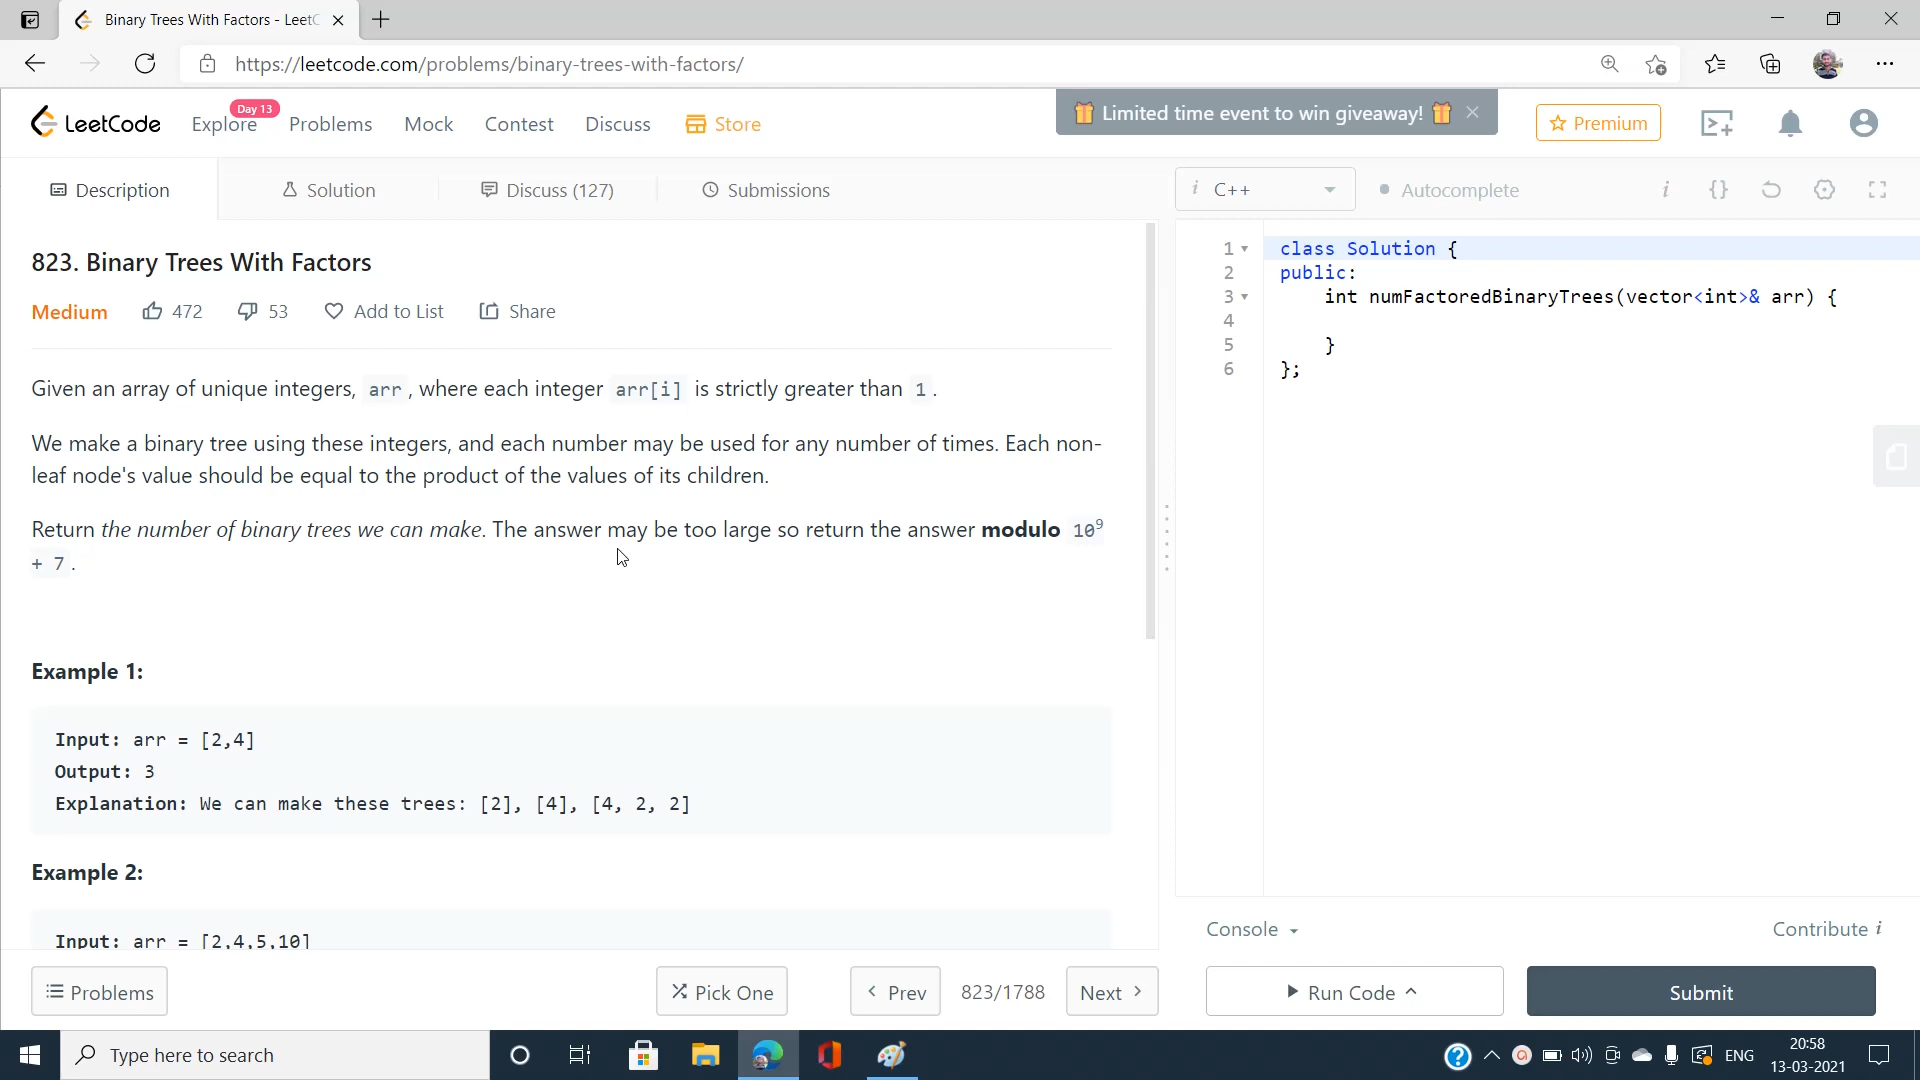 Binary Trees With Factors - LeetC
https://leetcode.com/problems/binary-trees-with-factors/
LeetCode
Explore
Day 13
Problems
Mock
Contest
Discuss
Store
Limited time event to win giveaway!
Premium
Description
Solution
Discuss (127)
Submissions
823. Binary Trees With Factors
Medium
472
53
Add to List
Share
Given an array of unique integers, arr, where each integer arr[i] is strictly greater than 1.
We make a binary tree using these integers, and each number may be used for any number of times. Each non-
leaf node's value should be equal to the product of the values of its children.
Return the number of binary trees we can make. The answer may be too large so return the answer modulo 10⁹
+ 7.
Example 1:
Input: arr = [2,4]
Output: 3
Explanation: We can make these trees: [2], [4], [4, 2, 2]
Example 2:
Input: arr = [2,4,5,10]
Problems
Pick One
Prev
823/1788
Next
i C++
Autocomplete
i {}
1 class Solution {
2 public:
3 int numFactoredBinaryTrees(vector<int>& arr) {
4
5 }
6 };
Console
Contribute i
Run Code
Submit
Type here to search
ENG
20:58
13-03-2021